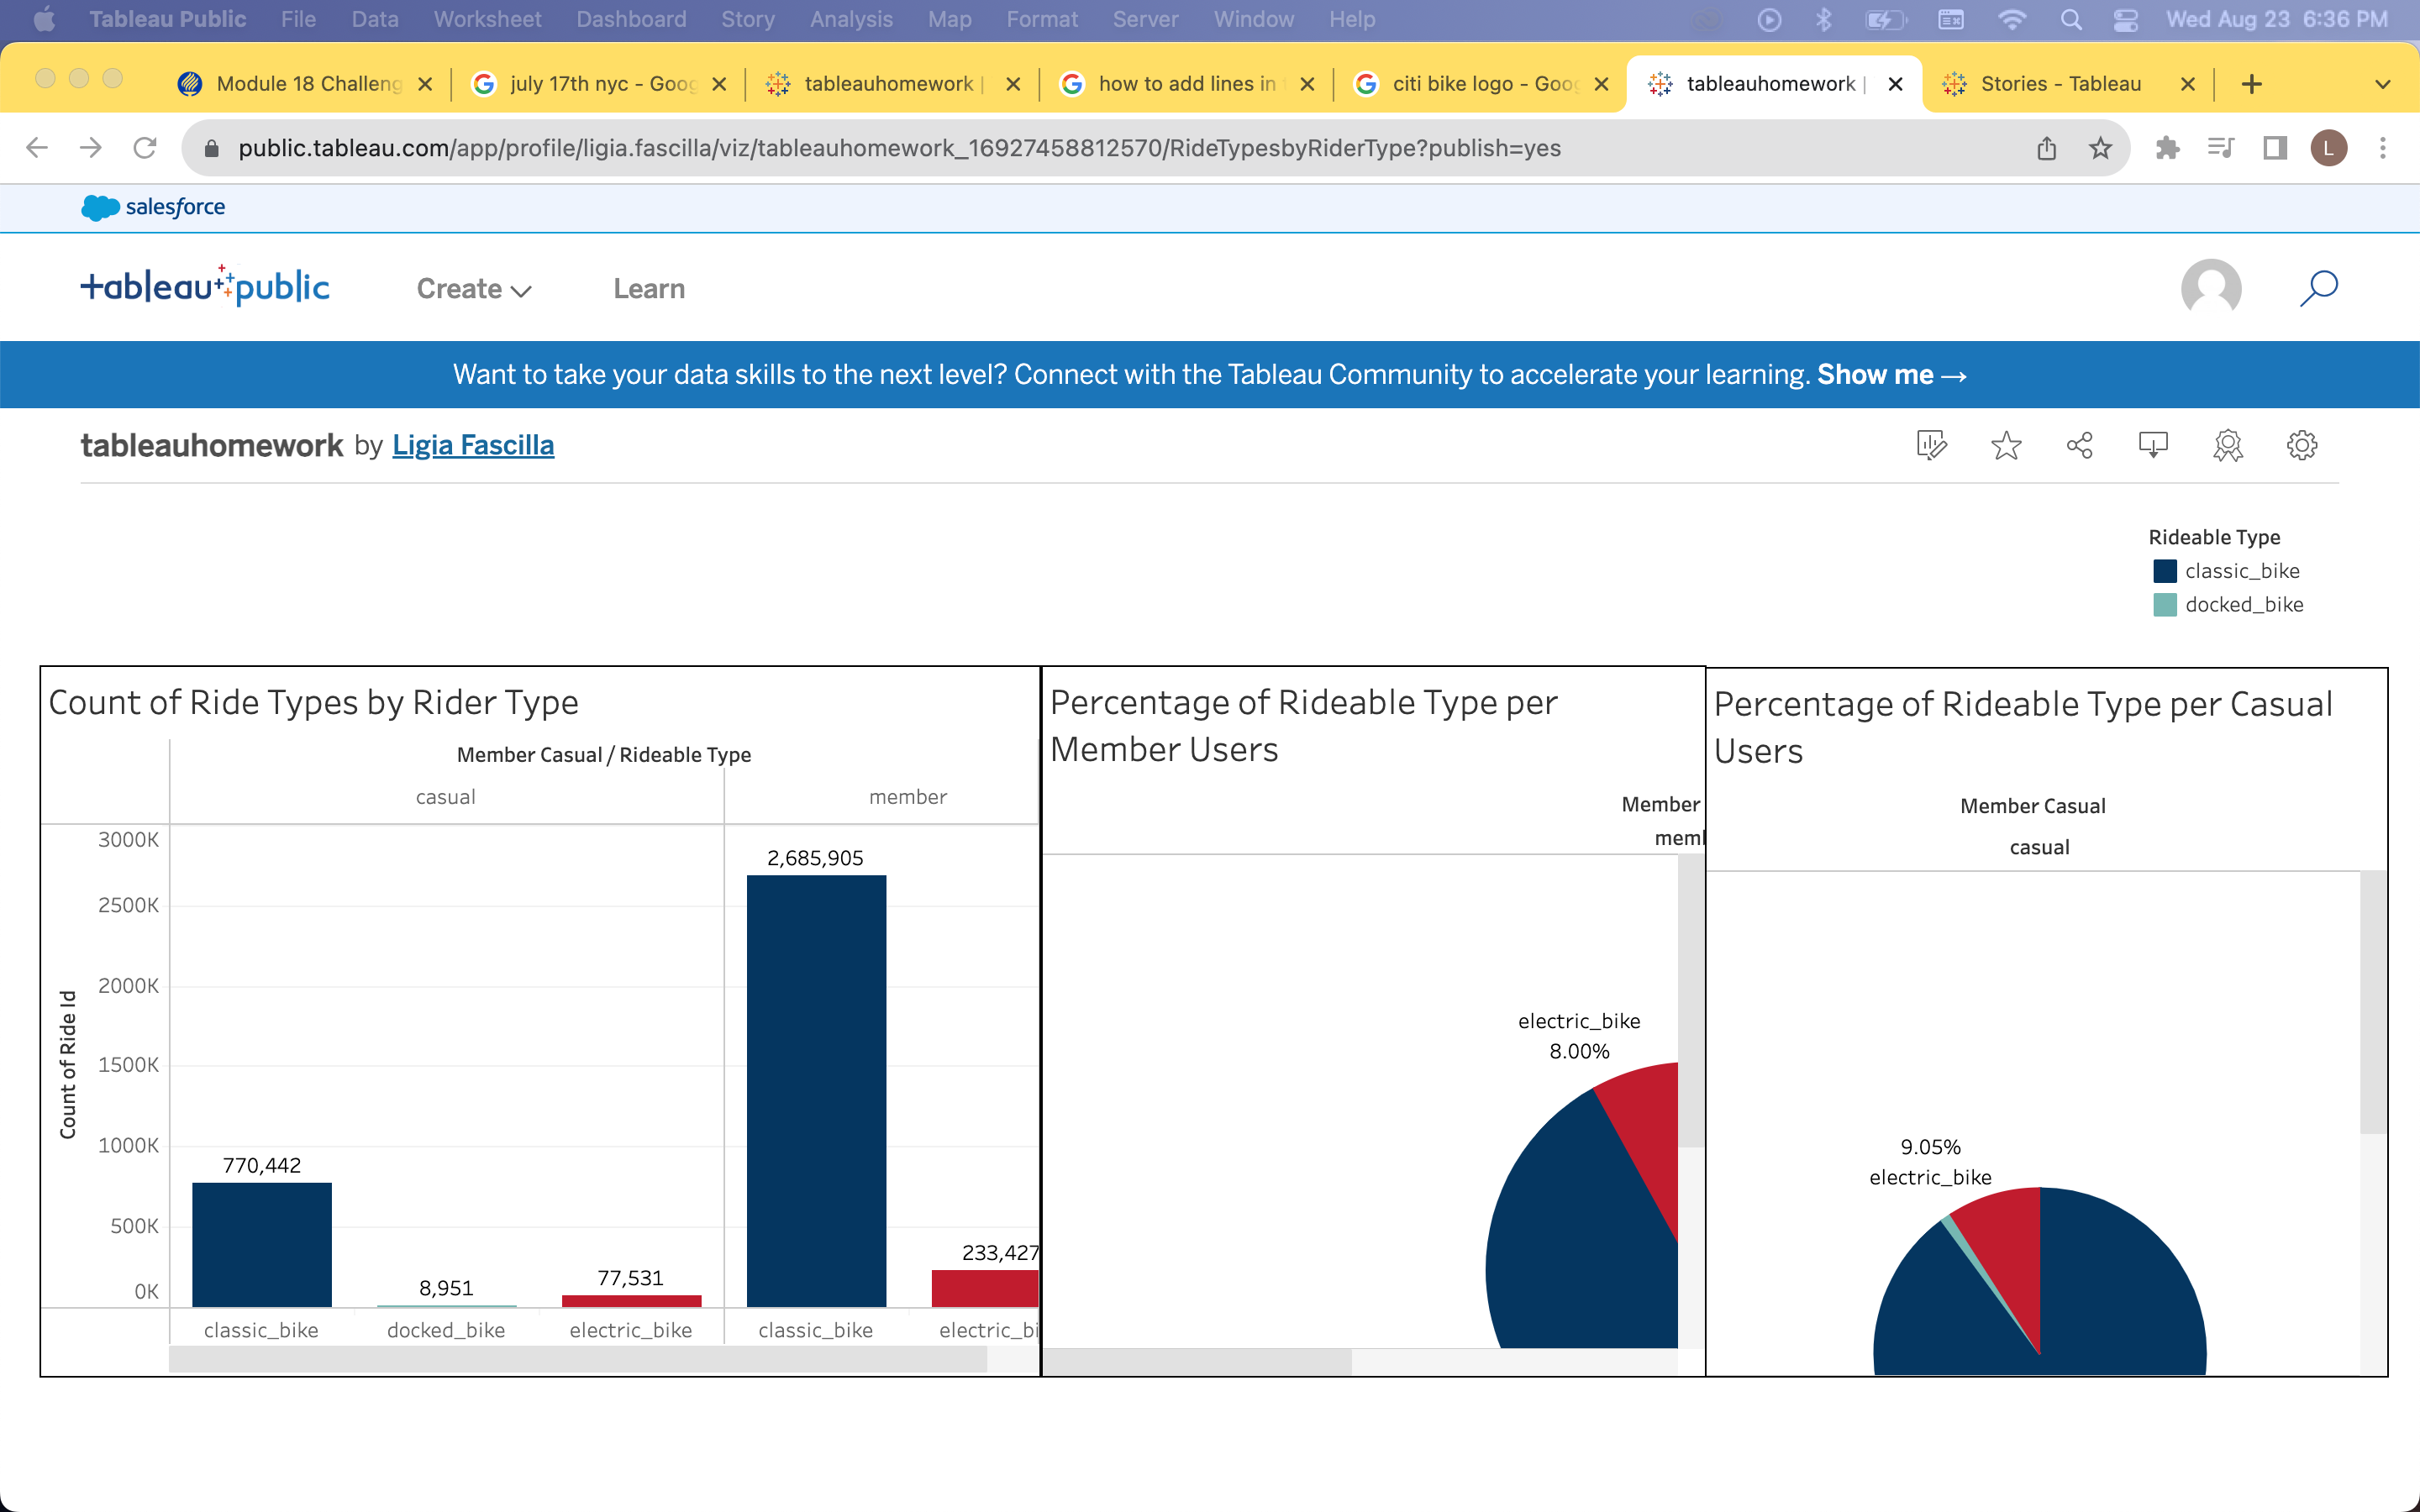 Tableau Public File Data Worksheet Dashboard Story Analysis Map Format Server Window Help Wed Aug 23 6:36 PM
Module 18 Challeng july 17th nyc - Goog tableauhomework | how to add lines in citi bike logo - Goog tableauhomework | Stories - Tableau
public.tableau.com/app/profile/ligia.fascilla/viz/tableauhomework_16927458812570/RideTypesbyRiderType?publish=yes L
salesforce
tableau public Create Learn
Want to take your data skills to the next level? Connect with the Tableau Community to accelerate your learning. Show me →
tableauhomework by Ligia Fascilla
Rideable Type
classic_bike
docked_bike
Count of Ride Types by Rider Type
Member Casual / Rideable Type
casual member
3000K
2500K
2000K
1500K
1000K
500K
0K
Count of Ride Id
770,442
8,951
77,531
2,685,905
233,427
classic_bike docked_bike electric_bike classic_bike electric_bi
Percentage of Rideable Type per
Member Users
Member
memb
electric_bike
8.00%
Percentage of Rideable Type per Casual
Users
Member Casual
casual
9.05%
electric_bike